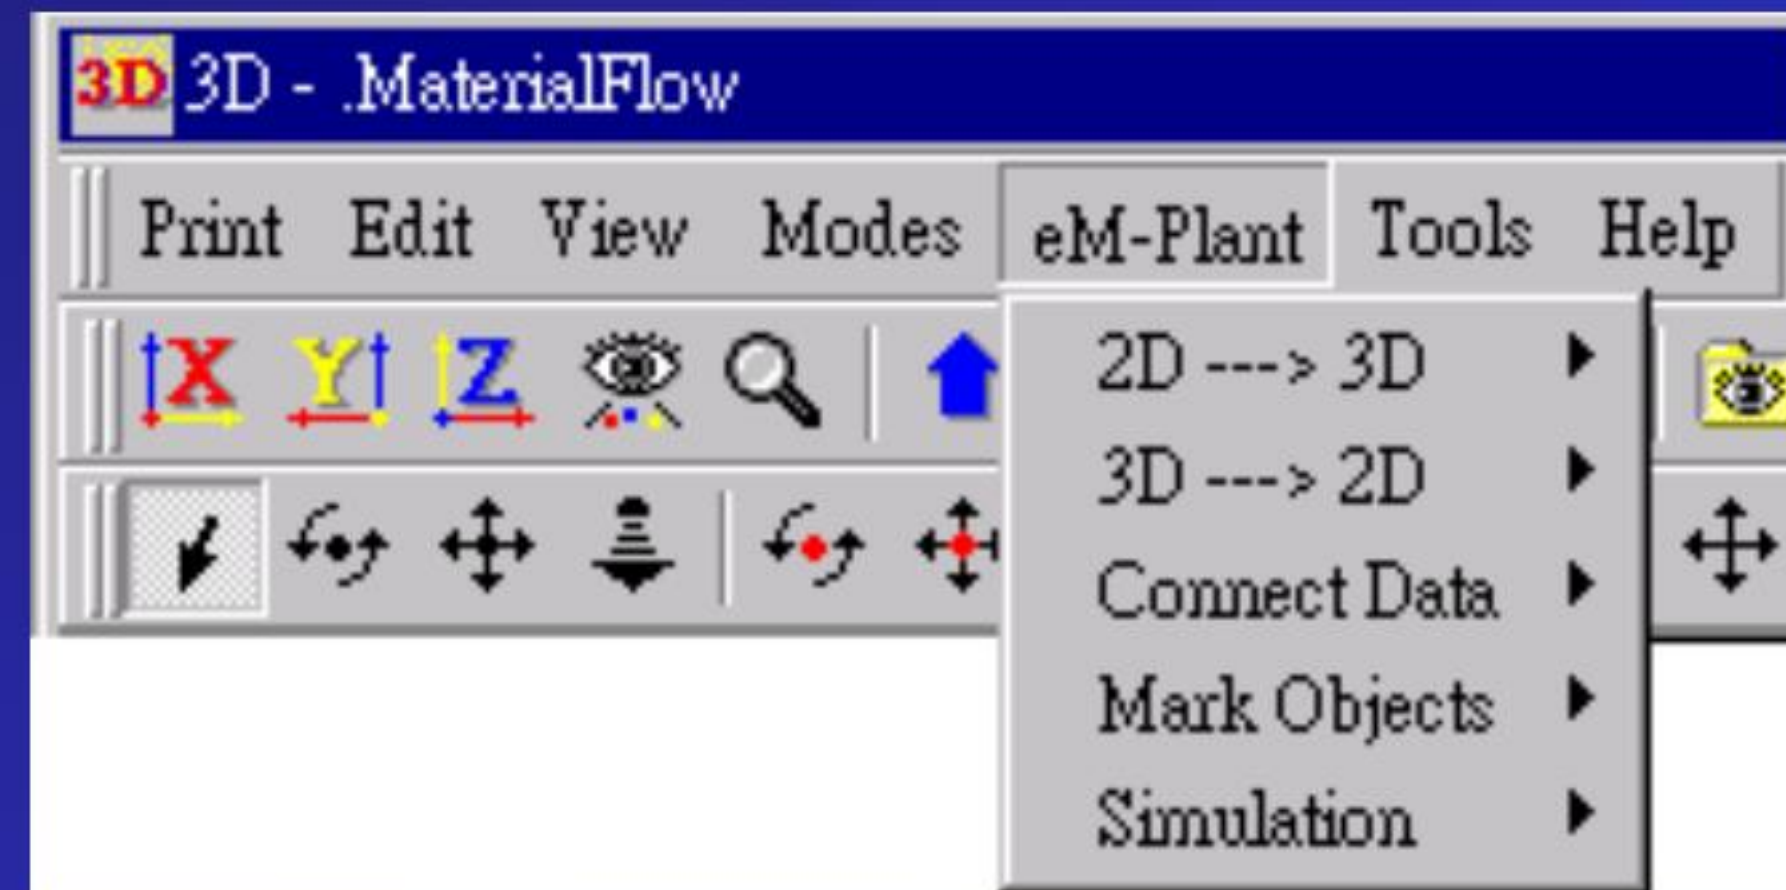 3D 3D - .MaterialFlow
Print Edit View Modes eM-Plant Tools Help
X Y Z
2D ---> 3D
3D ---> 2D
Connect Data
Mark Objects
Simulation